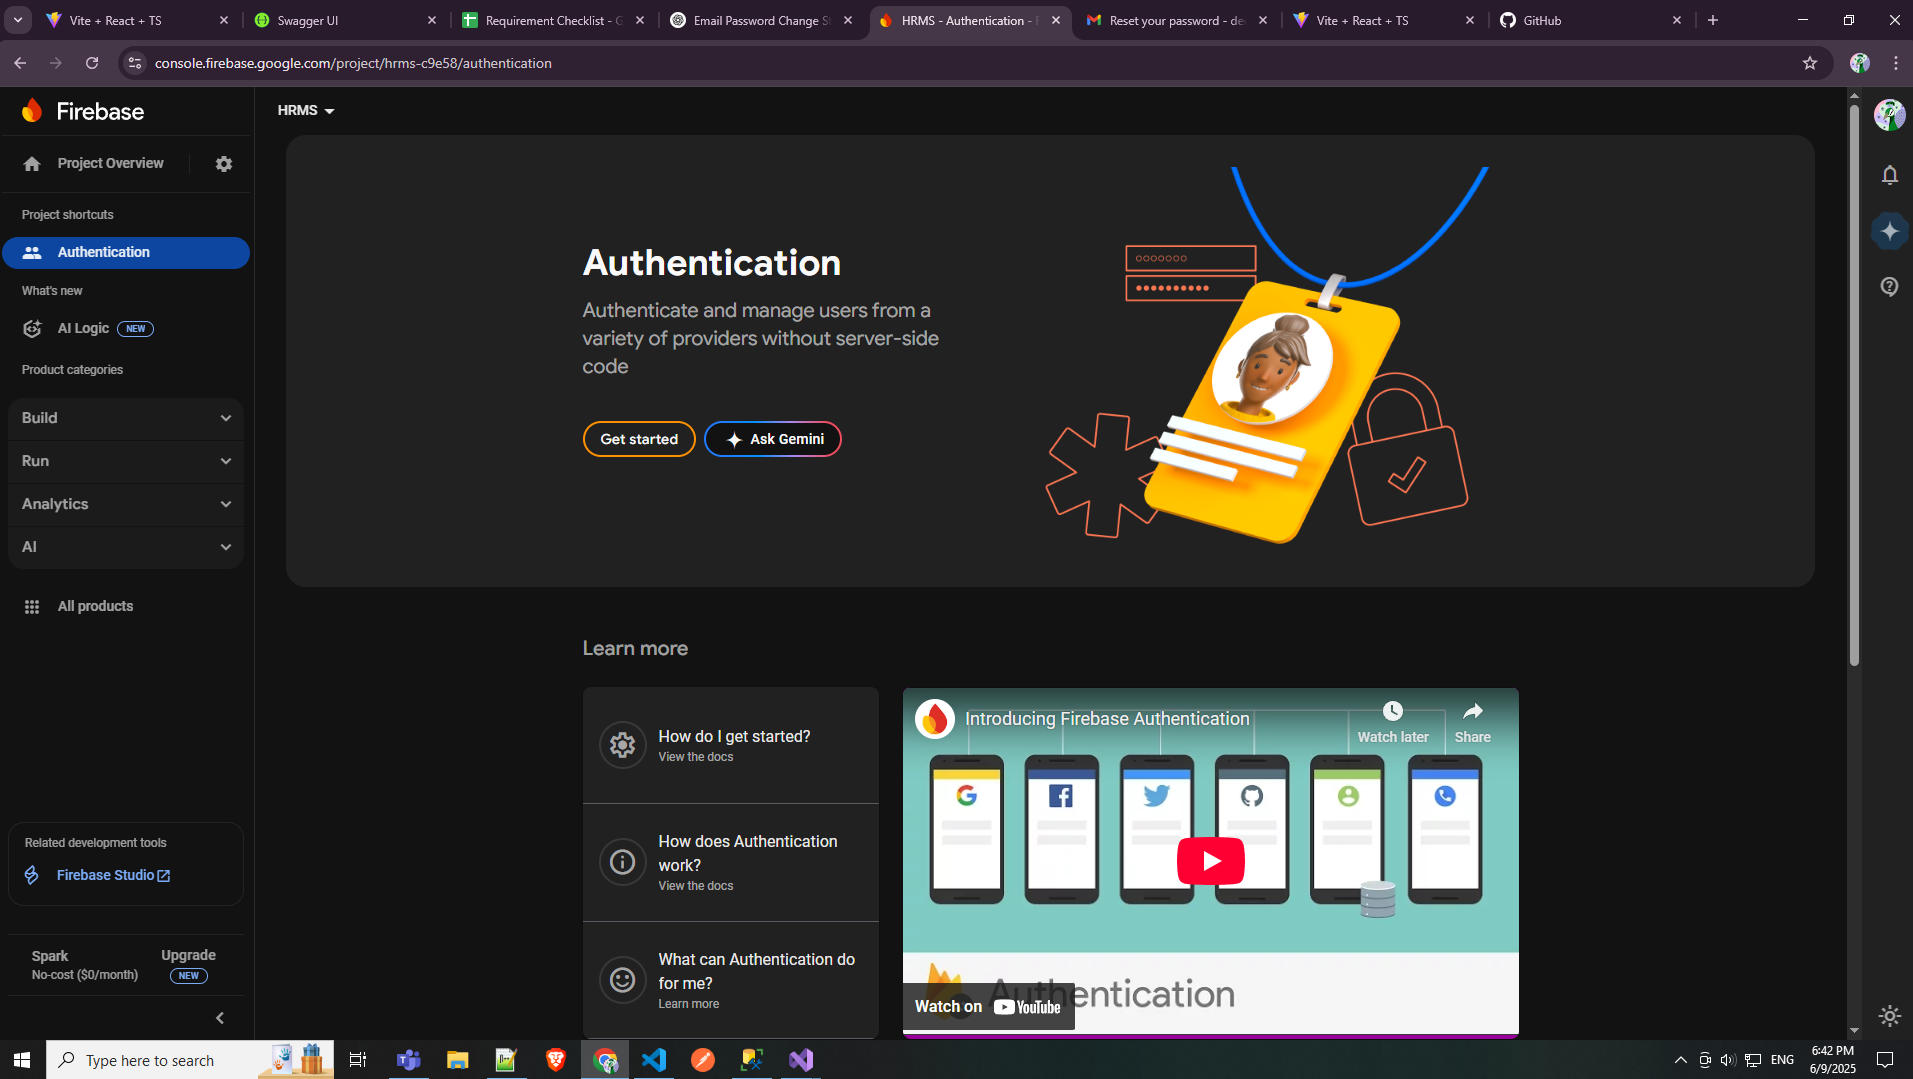 Vite + React + TS
Swagger UI
Requirement Checklist - G
Email Password Change S
HRMS - Authentication -
Reset your password - de
Vite + React + TS
GitHub
console.firebase.google.com/project/hrms-c9e58/authentication
Firebase
Project Overview
Project shortcuts
Authentication
What's new
AI Logic
NEW
Product categories
Build
Run
Analytics
AI
All products
Related development tools
Firebase Studio
Spark
No-cost ($0/month)
Upgrade
NEW
HRMS
Authentication
Authenticate and manage users from a
variety of providers without server-side
code
Get started
Ask Gemini
Learn more
How do I get started?
View the docs
How does Authentication
work?
View the docs
What can Authentication do
for me?
Learn more
Introducing Firebase Authentication
Watch later
Share
Authentication
Watch on YouTube
Type here to search
ENG
6:42 PM
6/9/2025